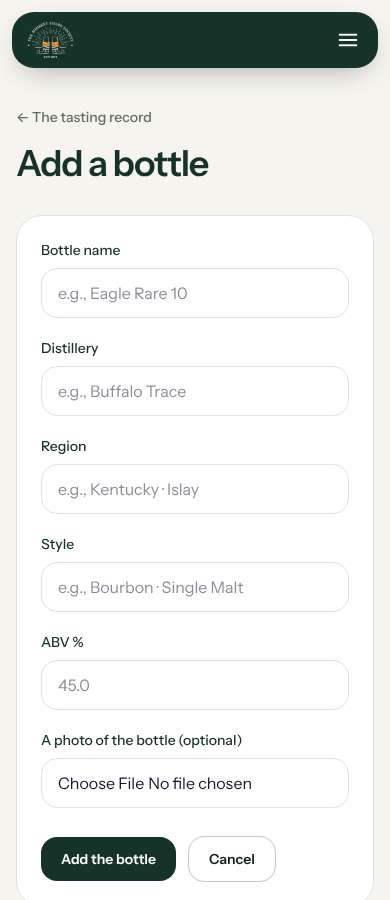 ← The tasting record
Add a bottle
Bottle name
e.g., Eagle Rare 10
Distillery
e.g., Buffalo Trace
Region
e.g., Kentucky · Islay
Style
e.g., Bourbon · Single Malt
ABV %
45.0
A photo of the bottle (optional)
Choose File No file chosen
Add the bottle
Cancel